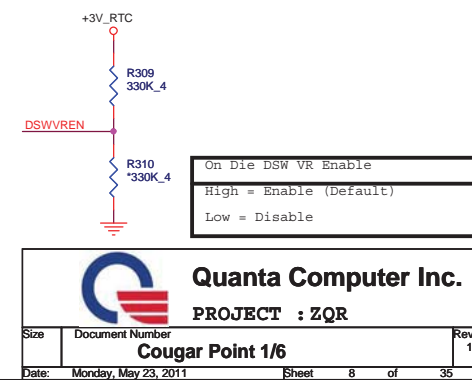 +3V_RTC
R309
330K_4
DSWVREN
R310
*330K_4
On Die DSW VR Enable
High = Enable (Default)
Low = Disable
Quanta Computer Inc.
PROJECT : ZQR
Size Document Number Rev
Cougar Point 1/6 1
Date: Monday, May 23, 2011 Sheet 8 of 35